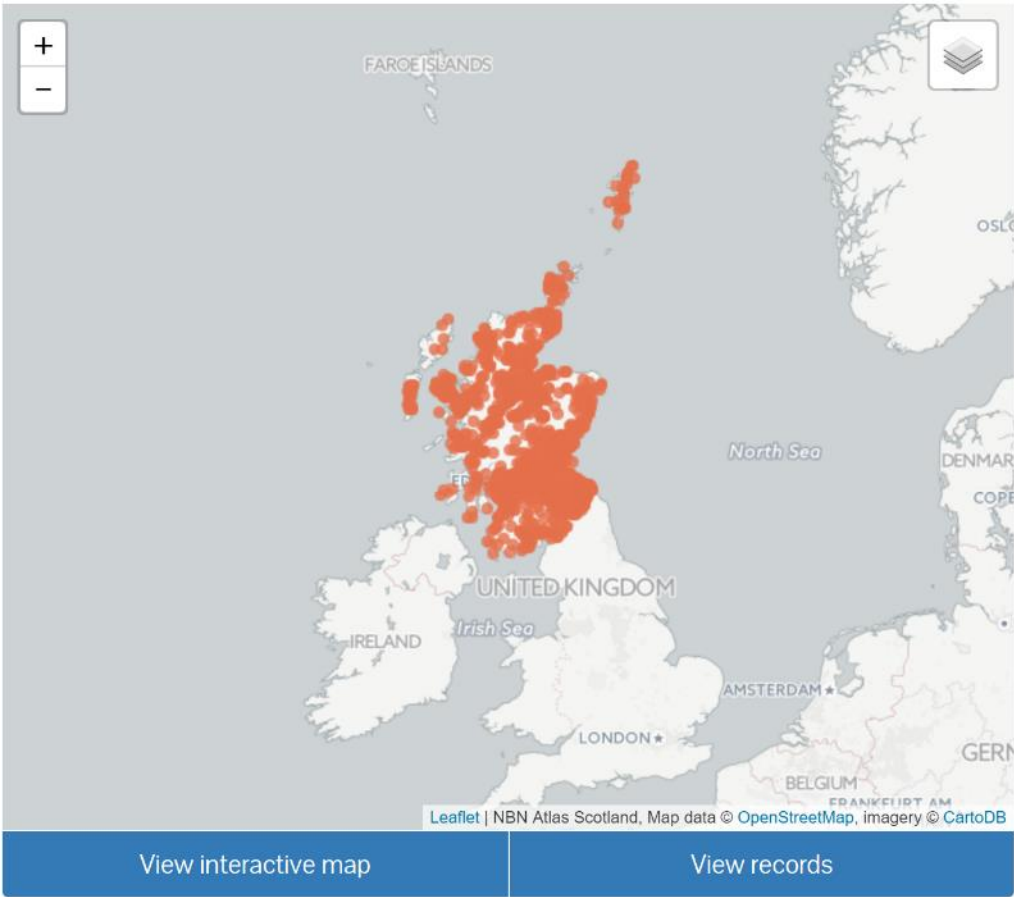 +
−
FAROE ISLANDS
OSLO
North Sea
DENMAR
COPE
ED
UNITED KINGDOM
Irish Sea
IRELAND
AMSTERDAM
LONDON
GERM
BELGIUM
FRANKFURT AM
Leaflet | NBN Atlas Scotland, Map data © OpenStreetMap, imagery © CartoDB
View interactive map
View records